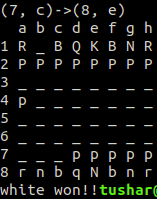 (7, c)->(8, e)
a b c d e f g h
1 R _ B Q K B N R
2 P P P P P P P P
3 _ _ _ _ _ _ _ _
4 p _ _ _ _ _ _ _
5 _ _ _ _ _ _ _ _
6 _ _ _ _ _ _ _ _
7 _ _ _ p p p p p
8 r n b q N b n r
white won!!tushar@